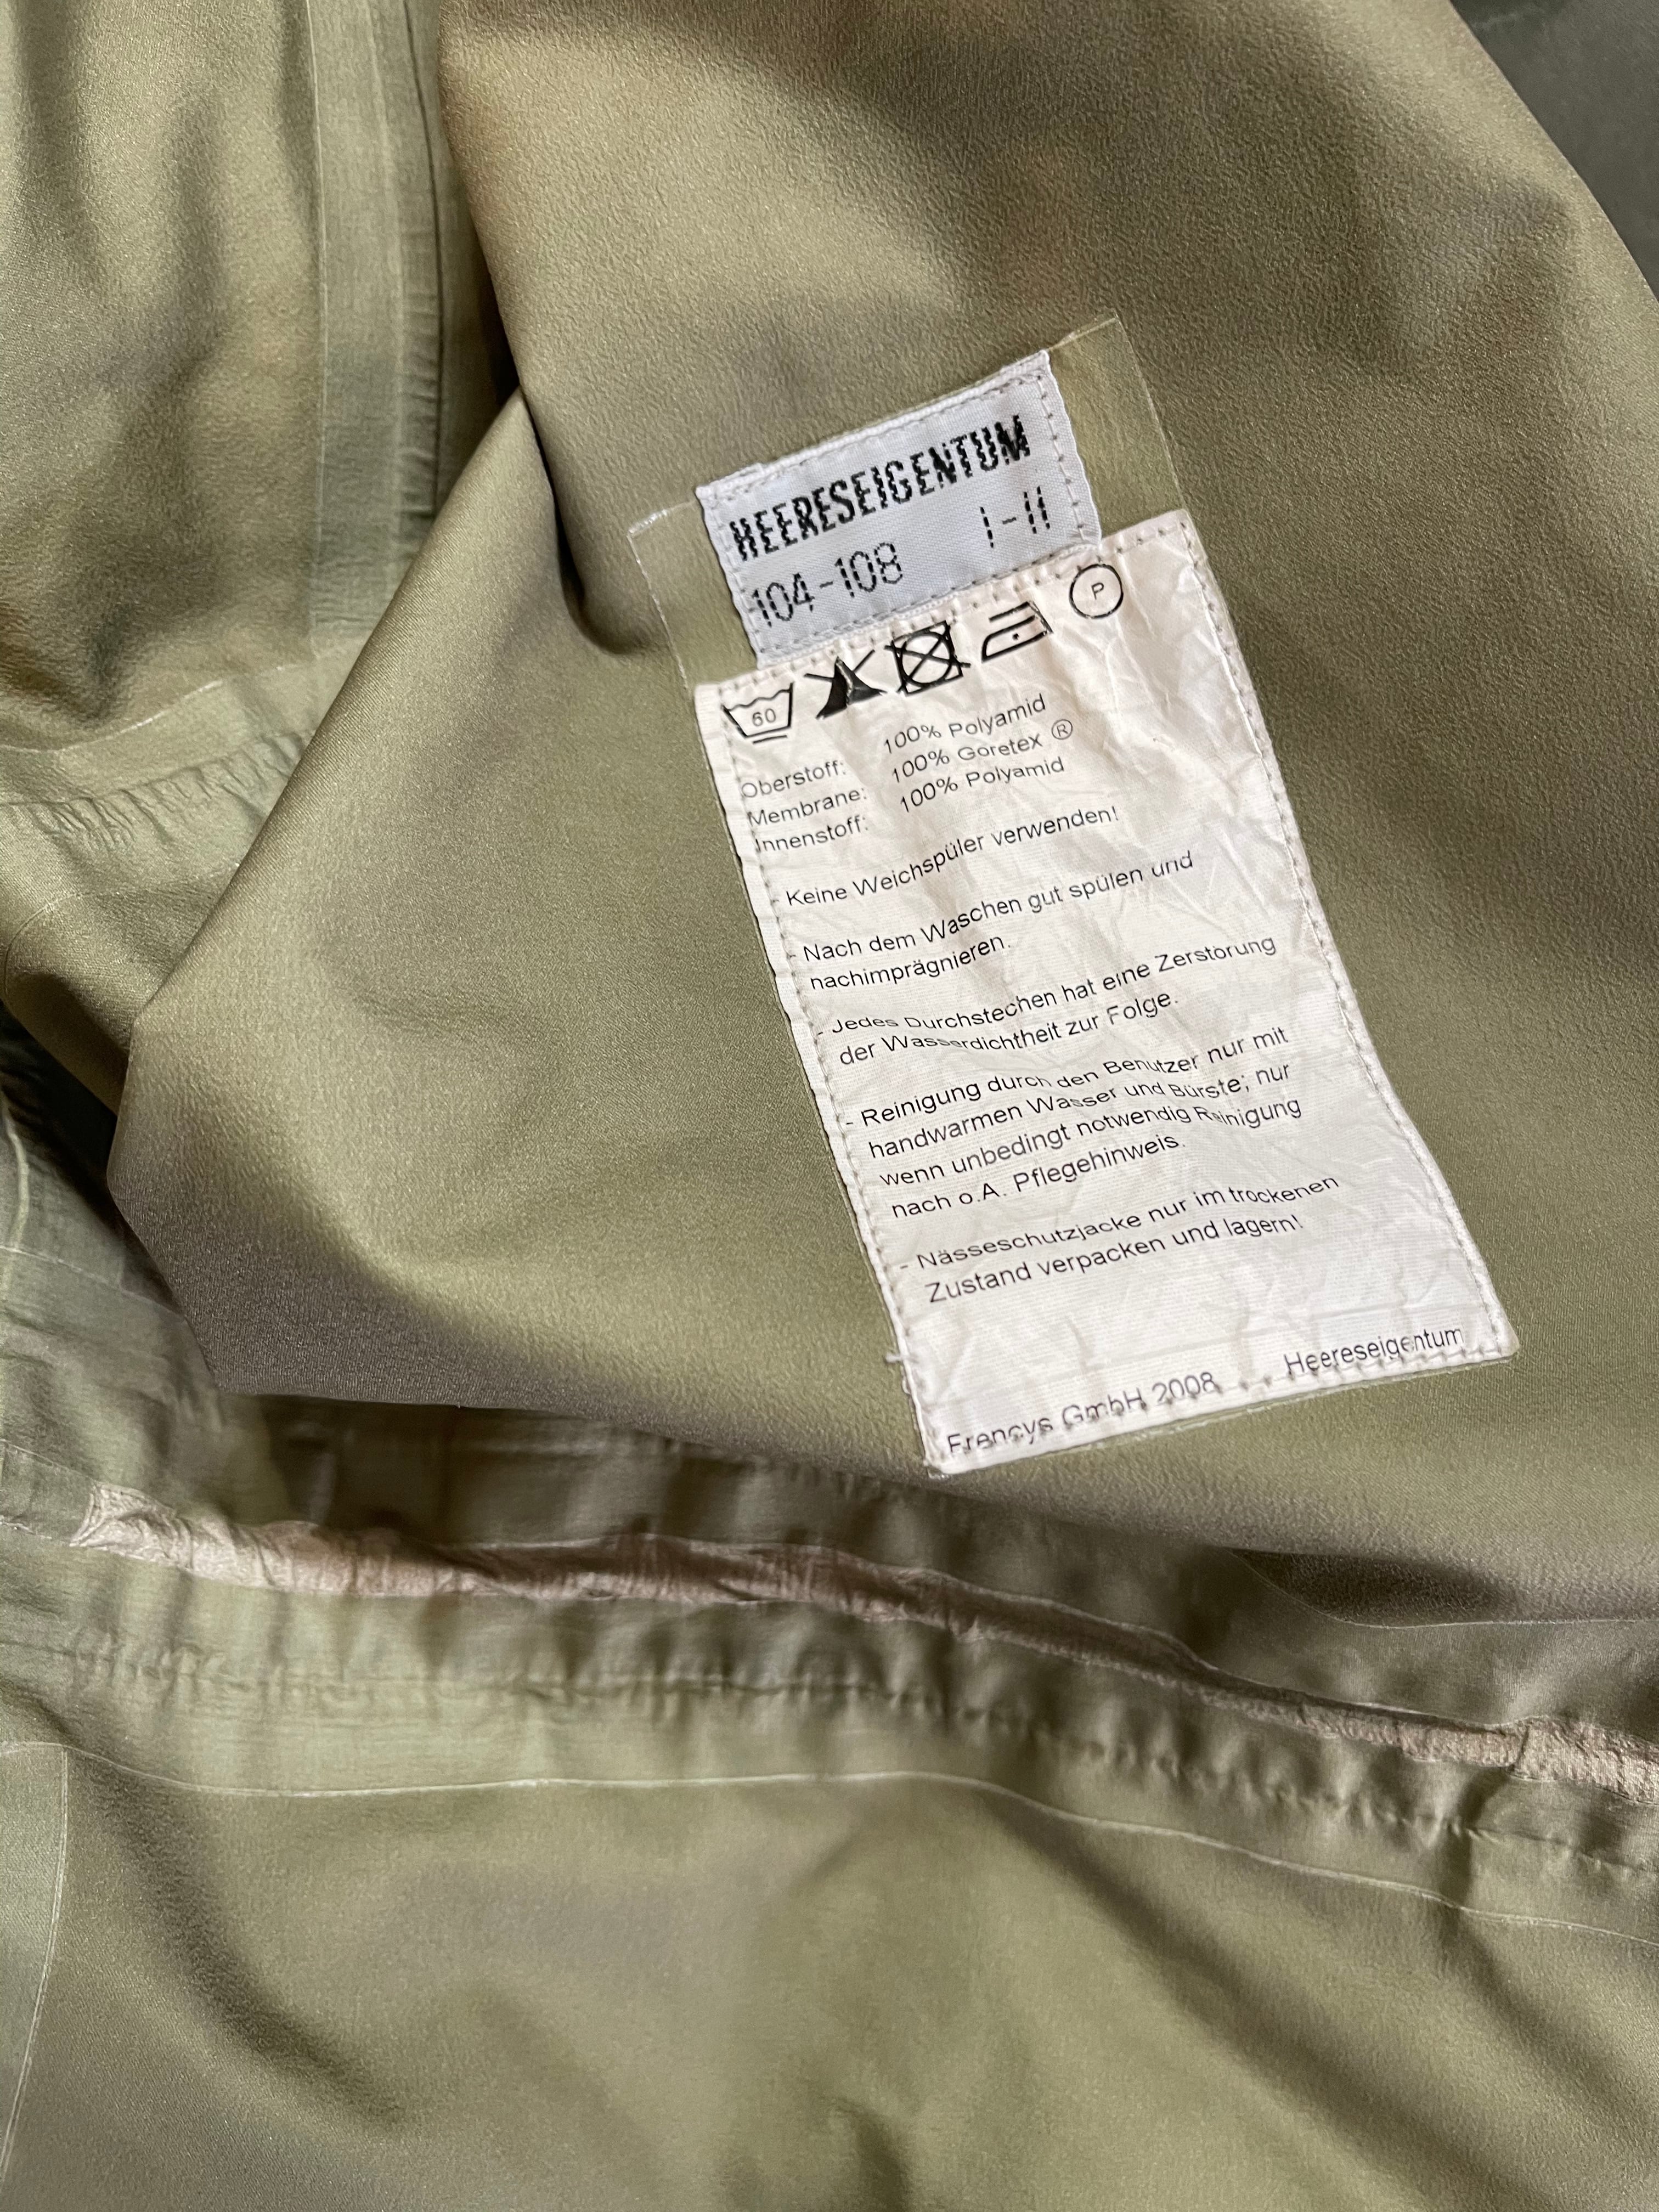 HEERESEIGENTUM
104-108 I-II
P
60
Oberstoff: 100% Polyamid
Membrane: 100% Goretex ®
Innenstoff: 100% Polyamid
- Keine Weichspüler verwenden!
- Nach dem Waschen gut spülen und
nachimprägnieren.
- Jedes Durchstechen hat eine Zerstörung
der Wasserdichtheit zur Folge.
- Reinigung durch den Benutzer nur mit
handwarmen Wasser und Bürste; nur
wenn unbedingt notwendig Reinigung
nach o.A. Pflegehinweis.
- Nässeschutzjacke nur im trockenen
Zustand verpacken und lagern!
Frencys GmbH 2008 Heereseigentum